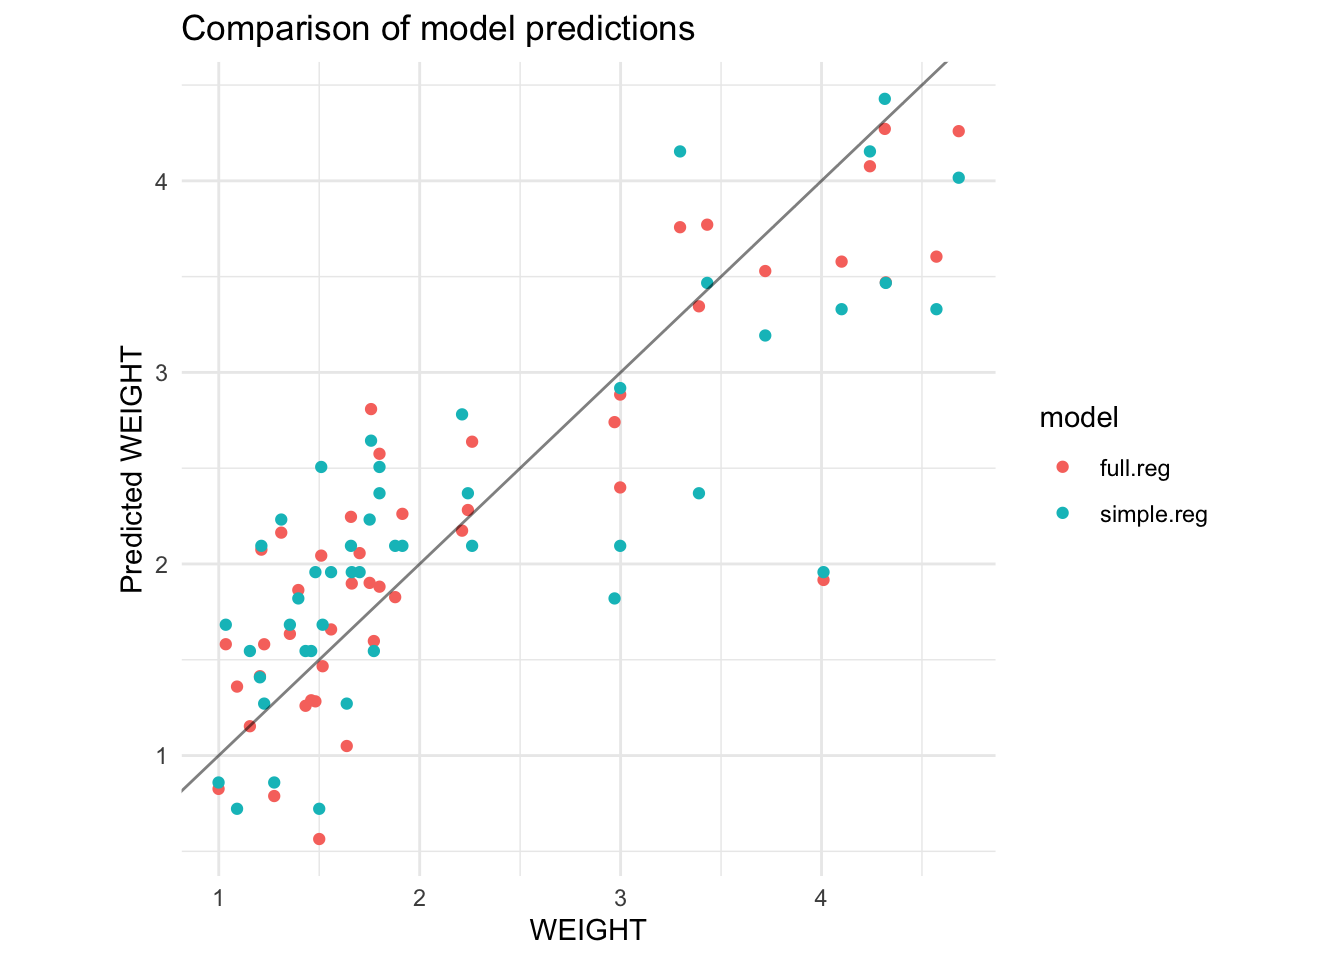 Comparison of model predictions
Predicted WEIGHT
4
3
2
1
1 2 3 4
WEIGHT
model
full.reg
simple.reg